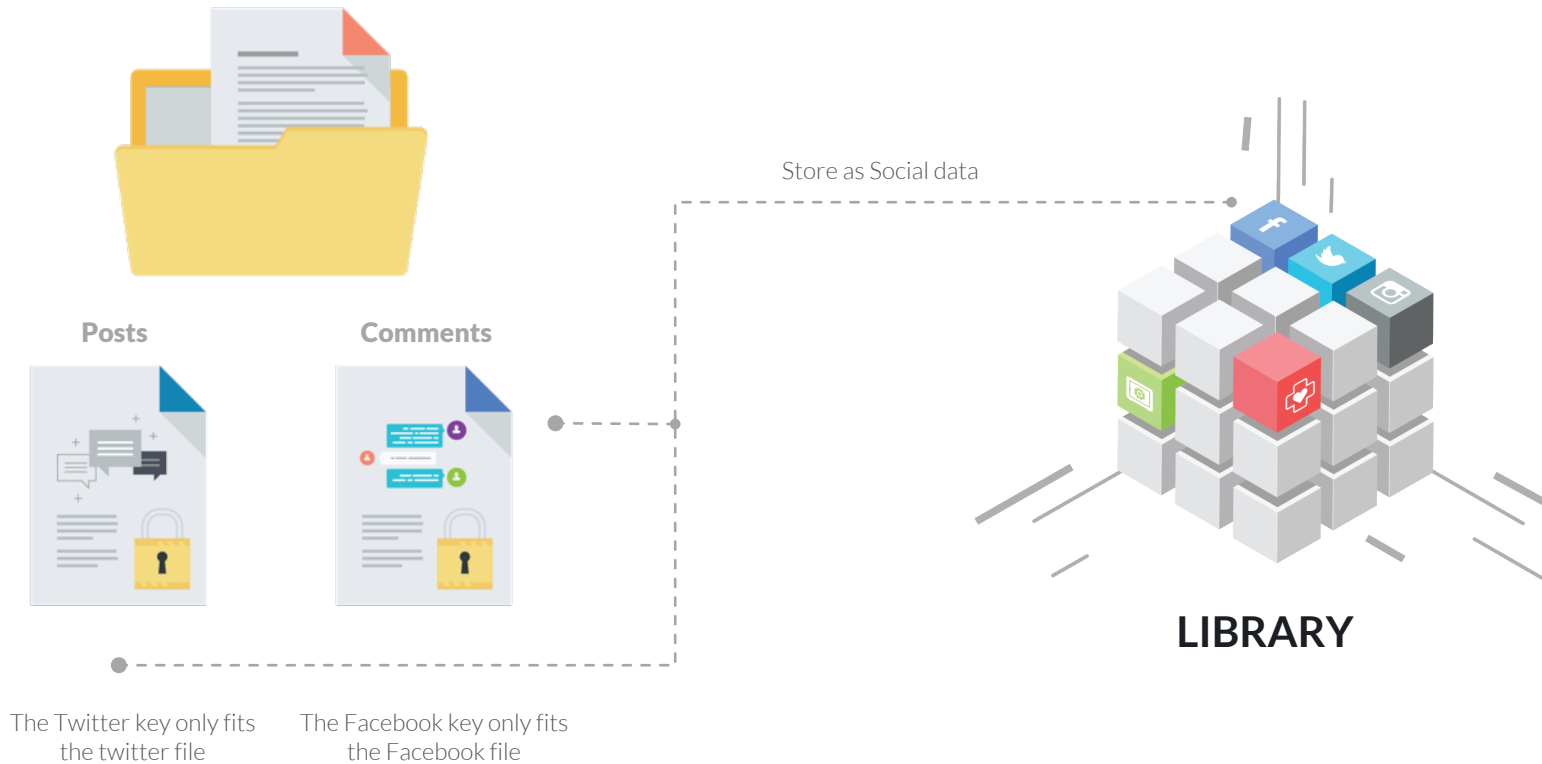 Store as Social data
Posts
Comments
LIBRARY
The Twitter key only fits
the twitter file
The Facebook key only fits
the Facebook file